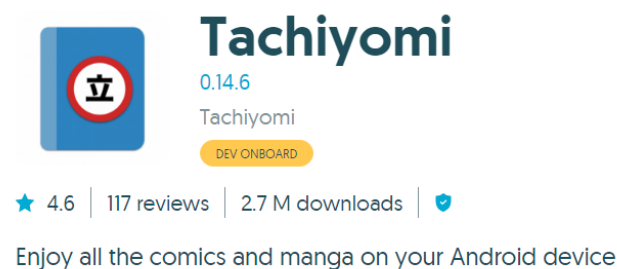 Tachiyomi
立
0.14.6
Tachiyomi
DEV ONBOARD
4.6 117 reviews 2.7 M downloads
Enjoy all the comics and manga on your Android device